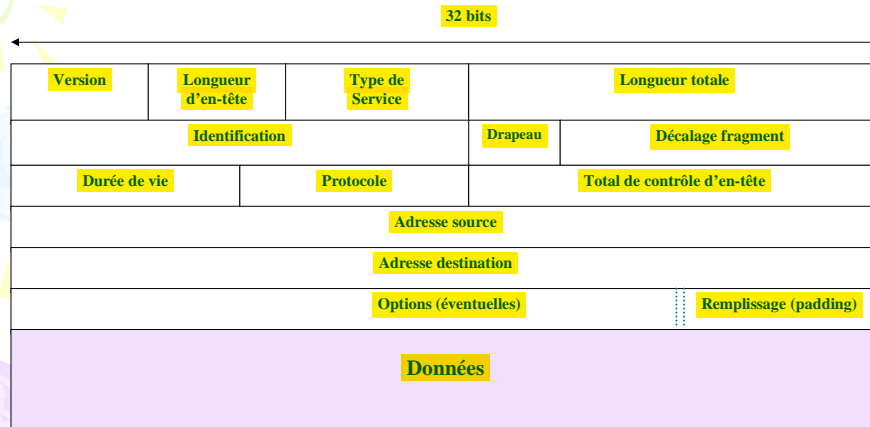 32 bits
Version
Longueur
d'en-tête
Type de
Service
Longueur totale
Identification
Drapeau
Décalage fragment
Durée de vie
Protocole
Total de contrôle d'en-tête
Adresse source
Adresse destination
Options (éventuelles)
Remplissage (padding)
Données